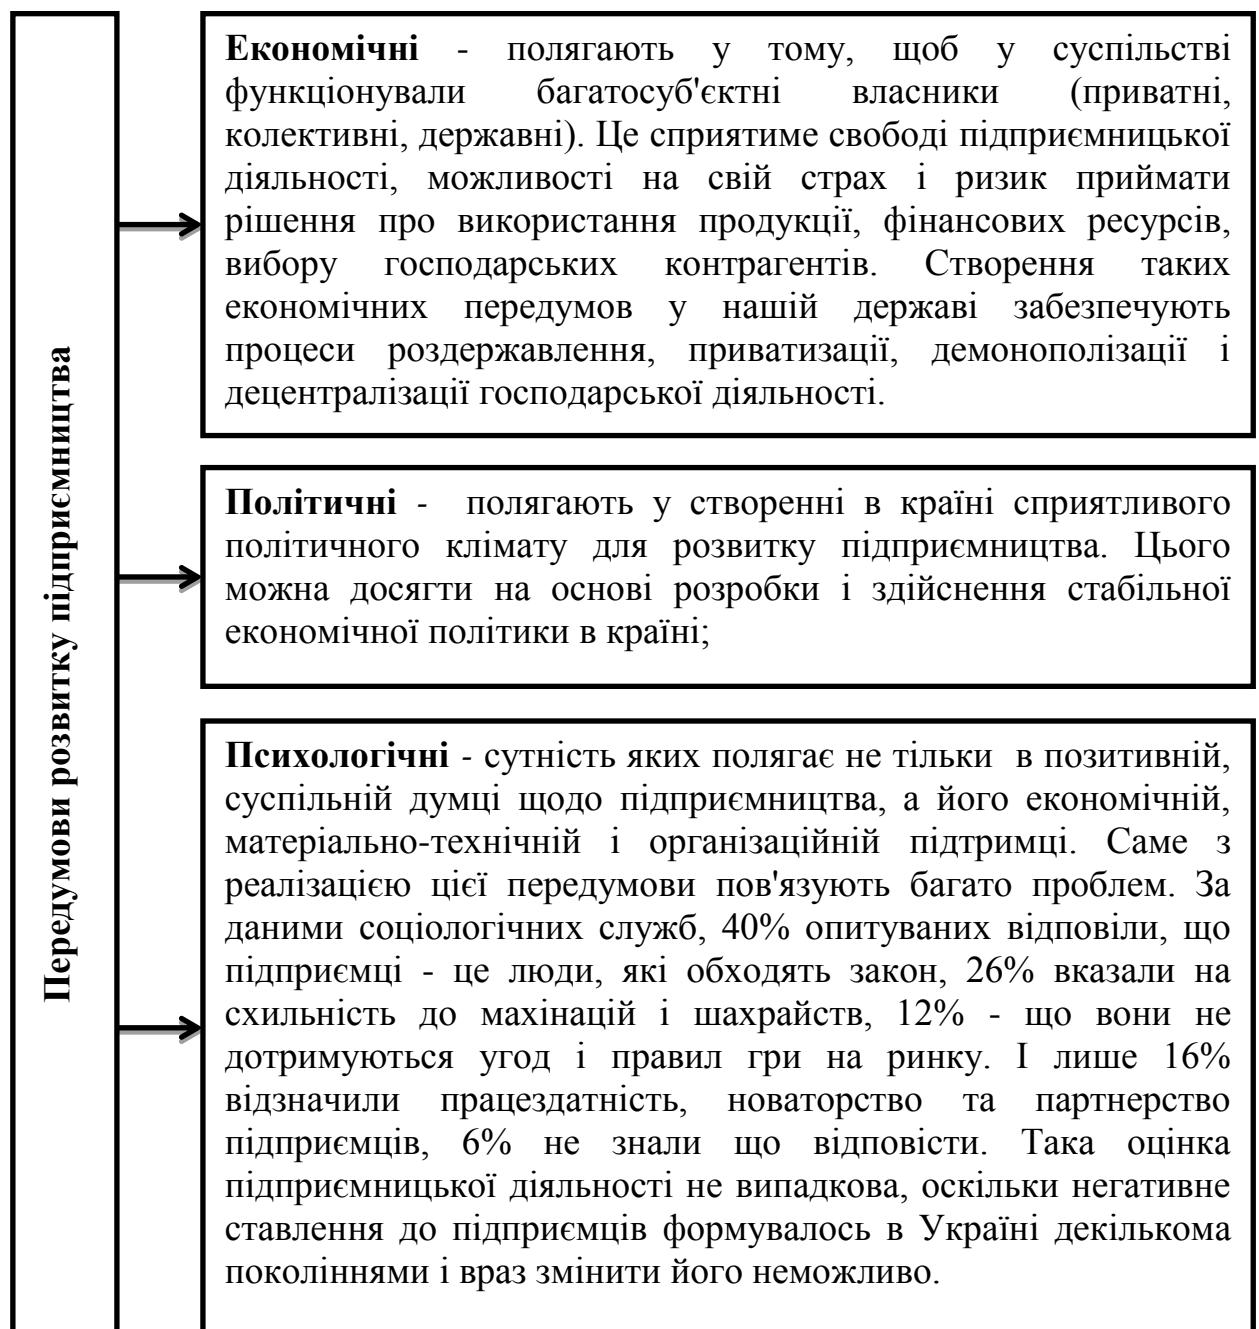 Передумови розвитку підприємництва
Економічні - полягають у тому, щоб у суспільстві
функціонували багатосуб'єктні власники (приватні,
колективні, державні). Це сприятиме свободі підприємницької
діяльності, можливості на свій страх і ризик приймати
рішення про використання продукції, фінансових ресурсів,
вибору господарських контрагентів. Створення таких
економічних передумов у нашій державі забезпечують
процеси роздержавлення, приватизації, демонополізації і
децентралізації господарської діяльності.
Політичні - полягають у створенні в країні сприятливого
політичного клімату для розвитку підприємництва. Цього
можна досягти на основі розробки і здійснення стабільної
економічної політики в країні;
Психологічні - сутність яких полягає не тільки в позитивній,
суспільній думці щодо підприємництва, а його економічній,
матеріально-технічній і організаційній підтримці. Саме з
реалізацією цієї передумови пов'язують багато проблем. За
даними соціологічних служб, 40% опитуваних відповіли, що
підприємці - це люди, які обходять закон, 26% вказали на
схильність до махінацій і шахрайств, 12% - що вони не
дотримуються угод і правил гри на ринку. І лише 16%
відзначили працездатність, новаторство та партнерство
підприємців, 6% не знали що відповісти. Така оцінка
підприємницької діяльності не випадкова, оскільки негативне
ставлення до підприємців формувалось в Україні декількома
поколіннями і враз змінити його неможливо.